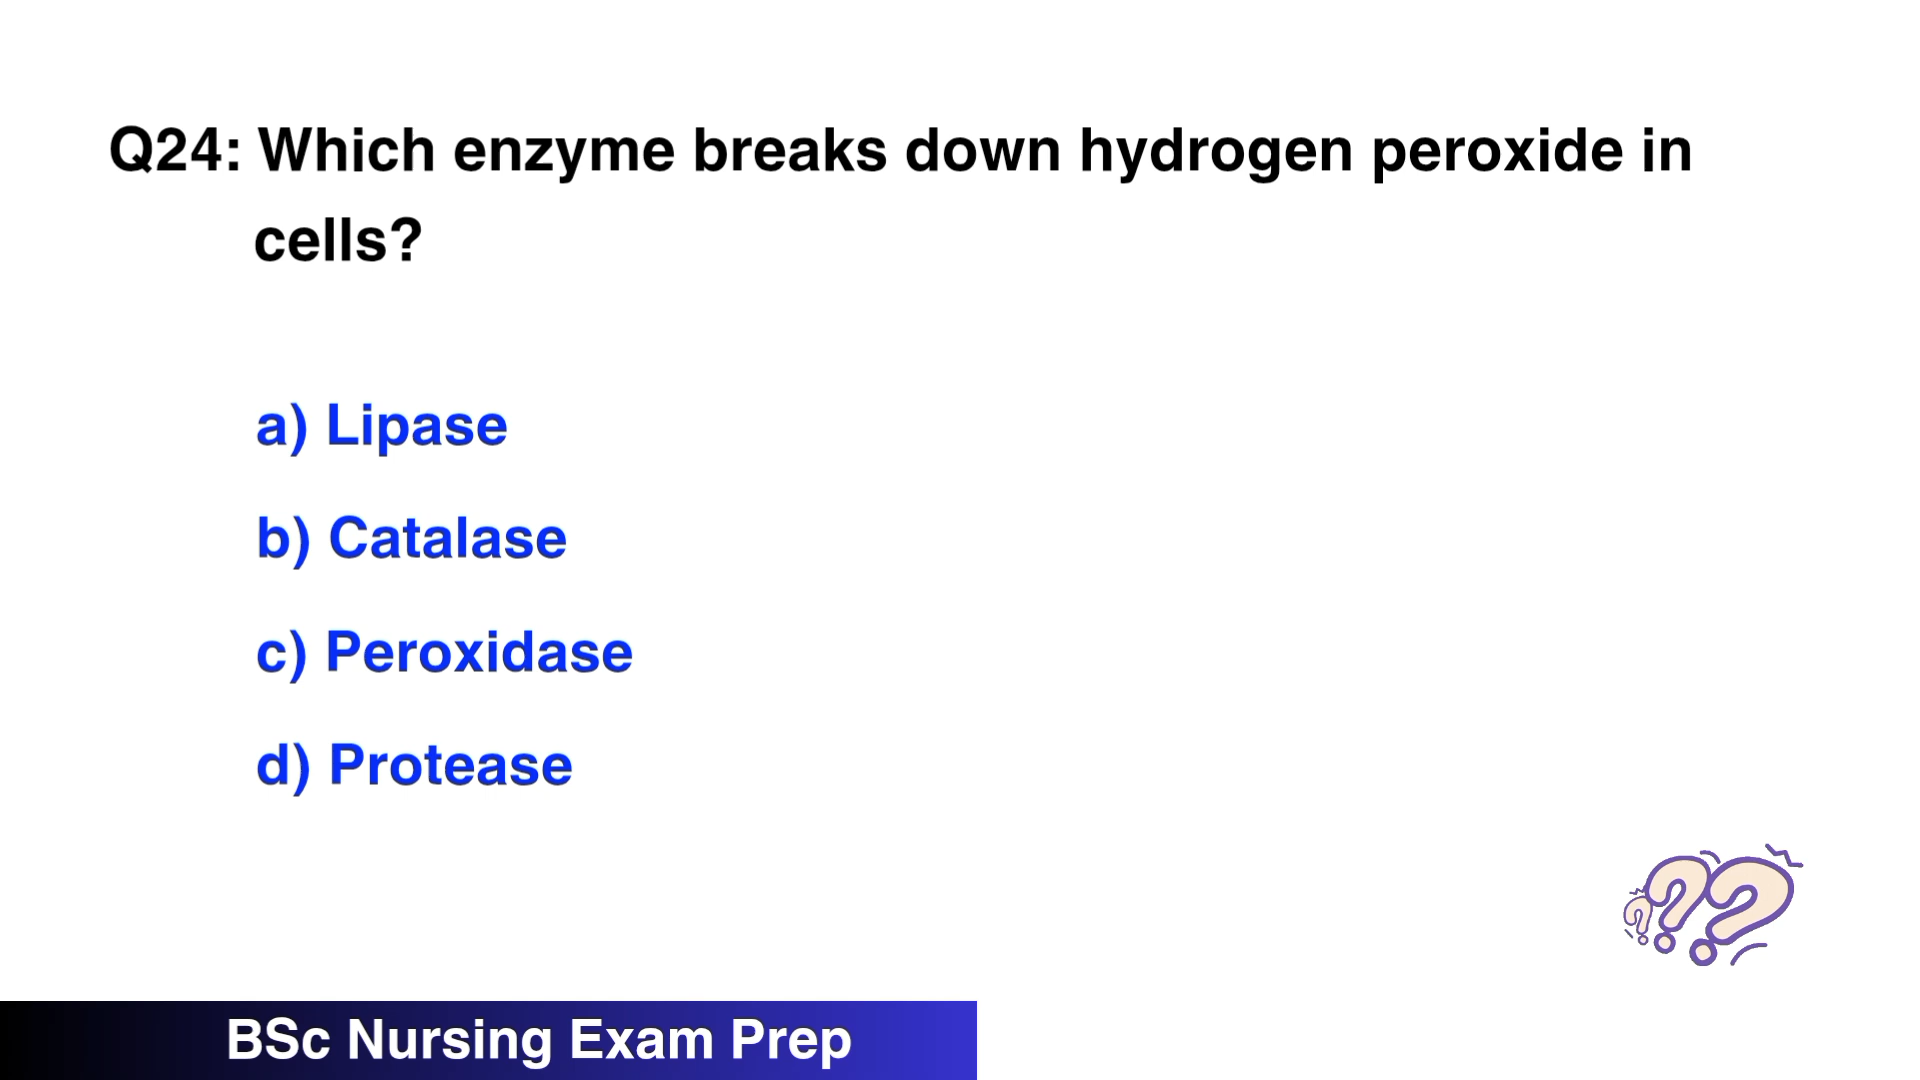 Q24: Which enzyme breaks down hydrogen peroxide in
cells?
a) Lipase
b) Catalase
c) Peroxidase
d) Protease
BSc Nursing Exam Prep